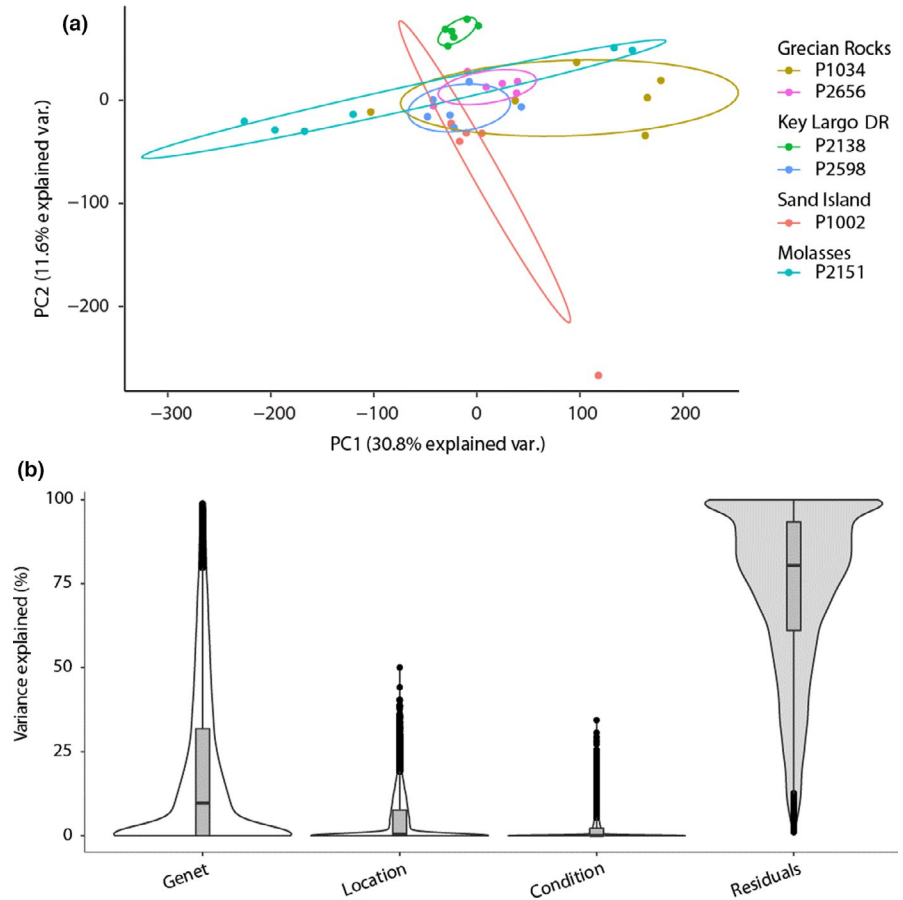 (a)
0
−100
−200
PC2 (11.6% explained var.)
−300
−200
−100
0
100
200
PC1 (30.8% explained var.)
Grecian Rocks
P1034
P2656
Key Largo DR
P2138
P2598
Sand Island
P1002
Molasses
P2151
(b)
100
75
50
25
0
Variance explained (%)
Genet
Location
Condition
Residuals